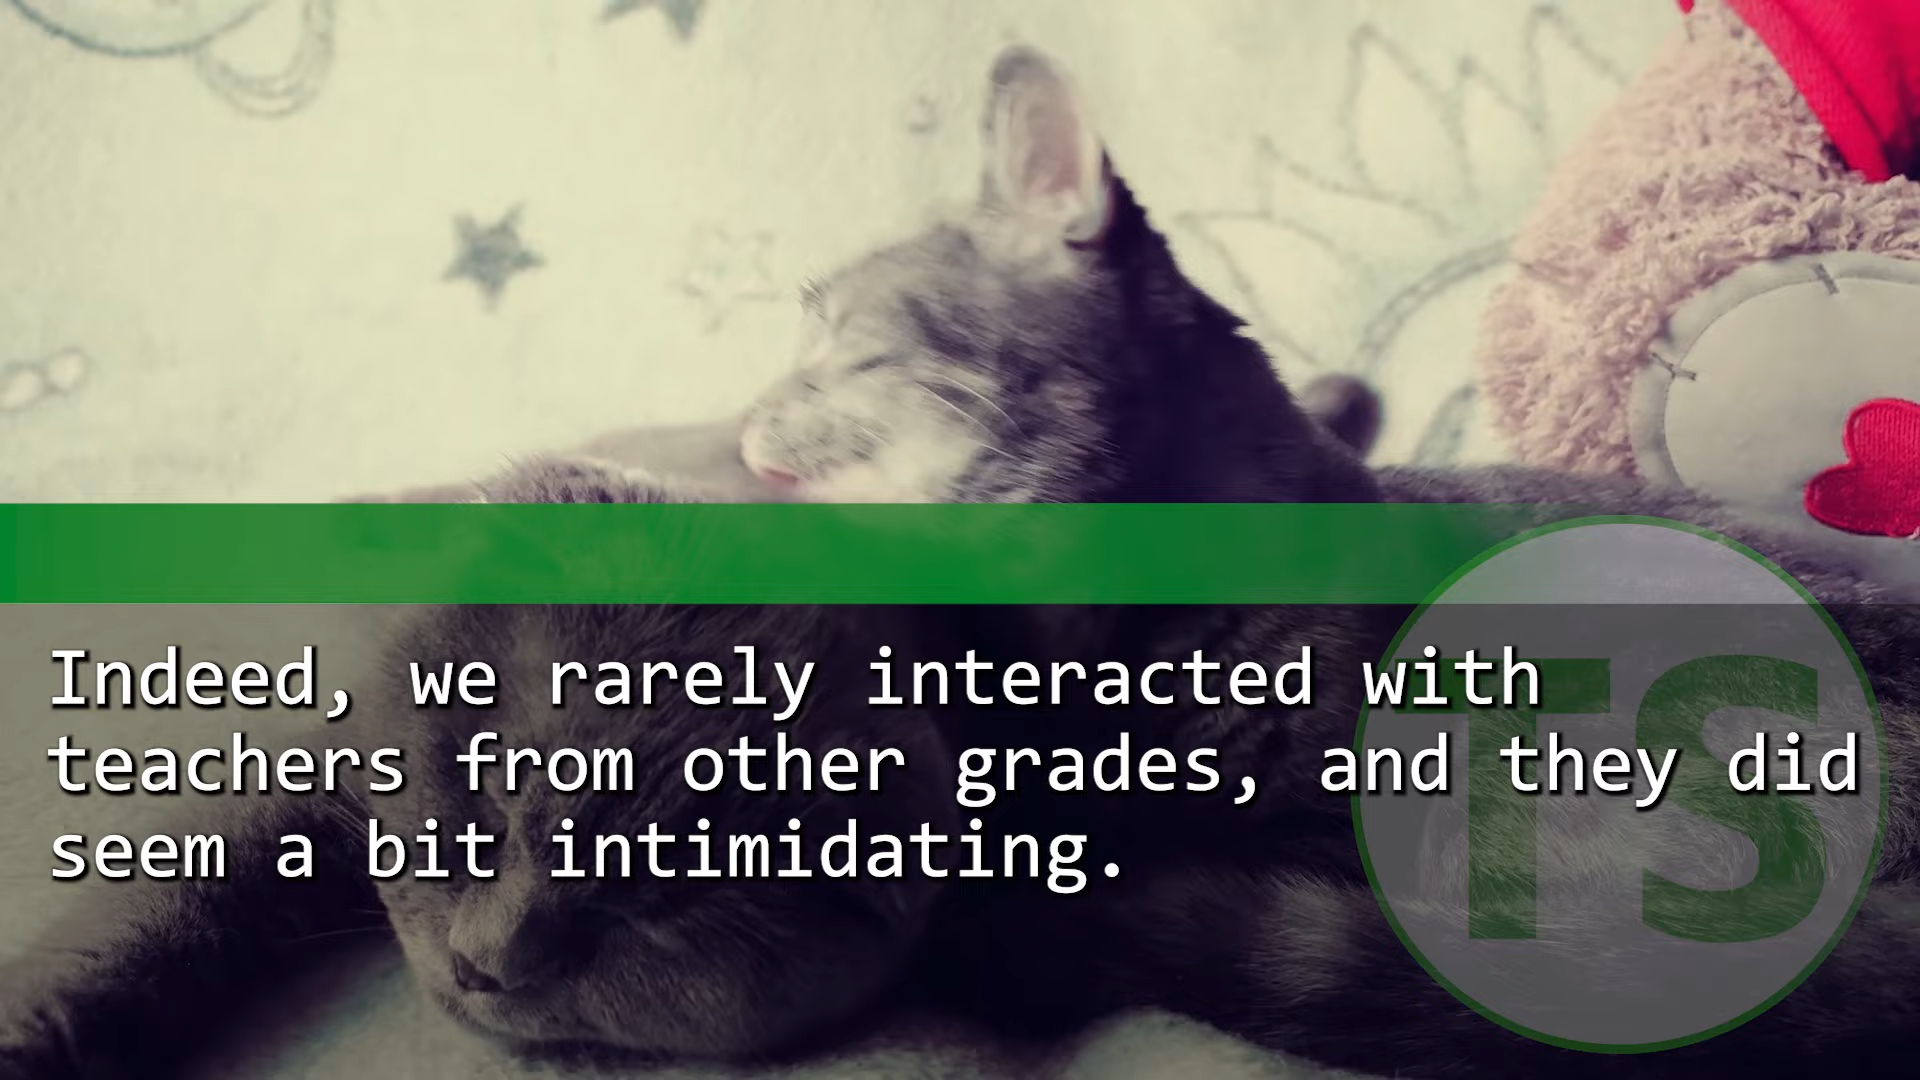 Indeed, we rarely interacted with
teachers from other grades, and they did
seem a bit intimidating.
TS